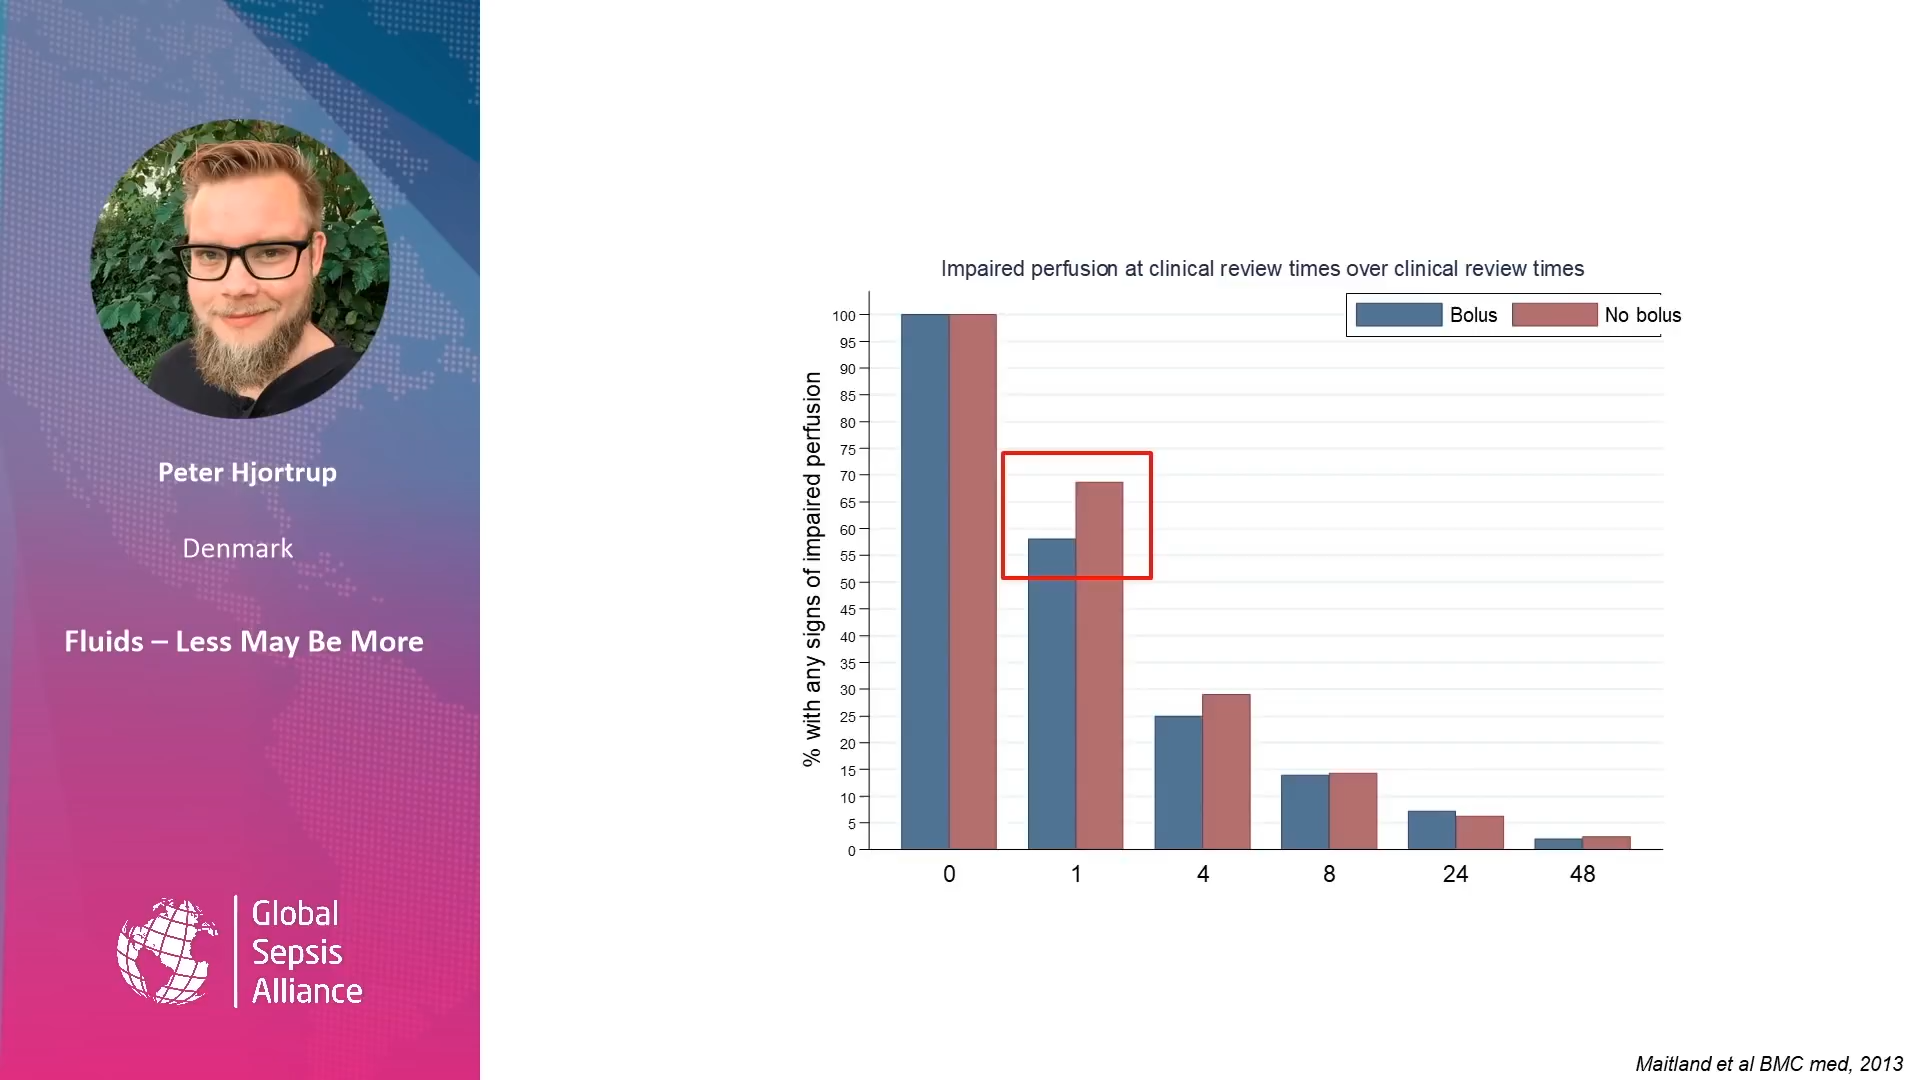 Peter Hjortrup
Denmark
Fluids – Less May Be More
Global
Sepsis
Alliance
Impaired perfusion at clinical review times over clinical review times
Bolus No bolus
% with any signs of impaired perfusion
100
95
90
85
80
75
70
65
60
55
50
45
40
35
30
25
20
15
10
5
0
0 1 4 8 24 48
Maitland et al BMC med, 2013